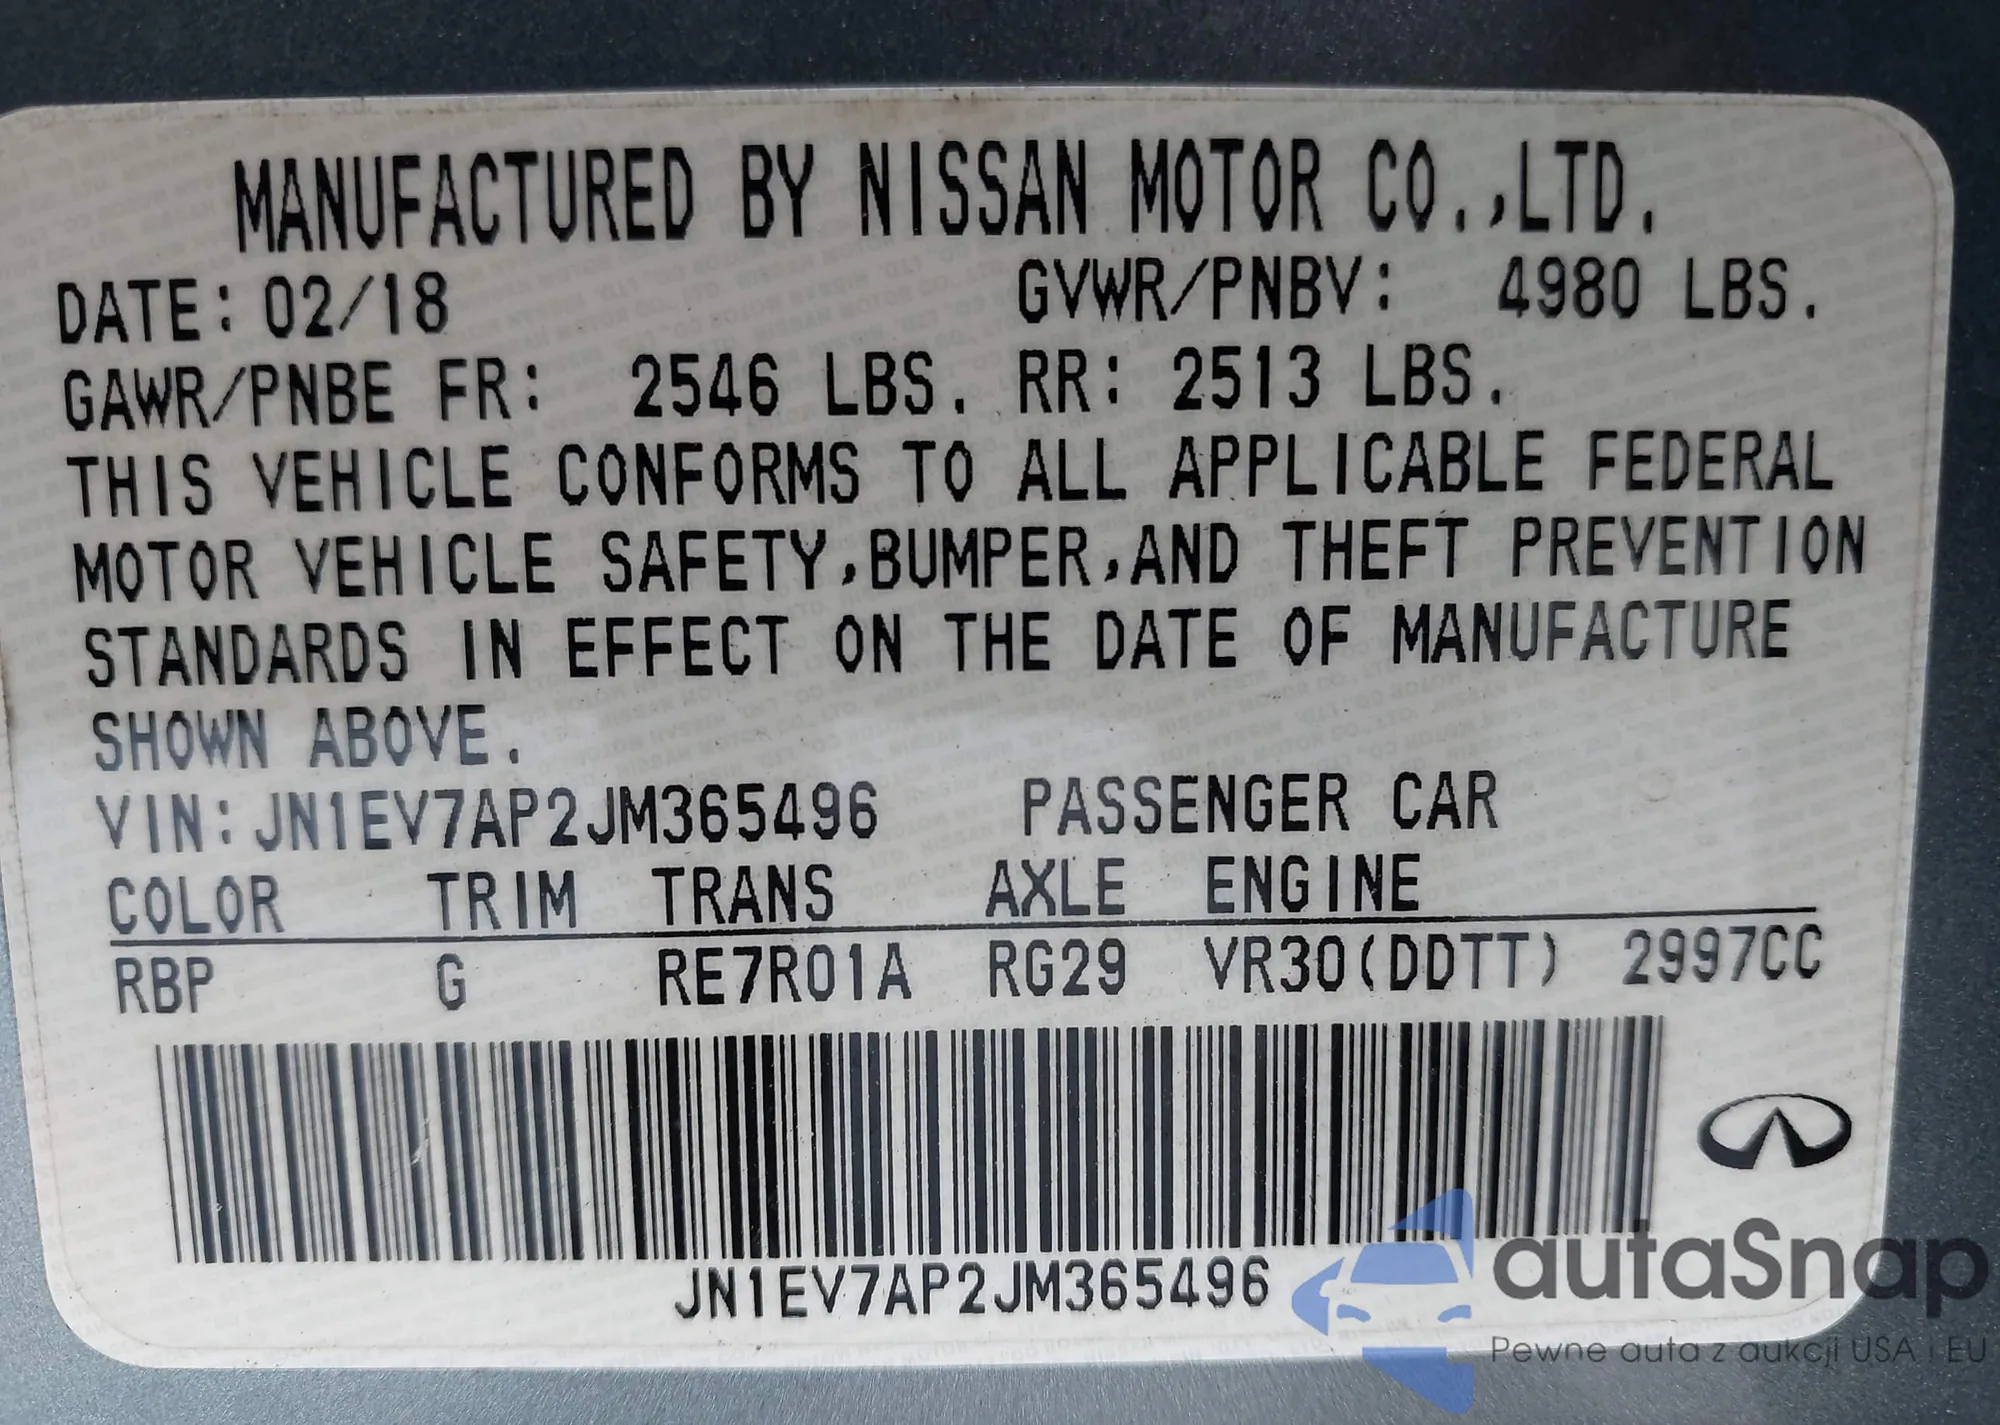 MANUFACTURED BY NISSAN MOTOR CO.,LTD.
DATE: 02/18 GVWR/PNBV: 4980 LBS.
GAWR/PNBE FR: 2546 LBS. RR: 2513 LBS.
THIS VEHICLE CONFORMS TO ALL APPLICABLE FEDERAL
MOTOR VEHICLE SAFETY,BUMPER,AND THEFT PREVENTION
STANDARDS IN EFFECT ON THE DATE OF MANUFACTURE
SHOWN ABOVE.
VIN:JN1EV7AP2JM365496 PASSENGER CAR
COLOR TRIM TRANS AXLE ENGINE
RBP G RE7R01A RG29 VR30(DDTT) 2997CC
JN1EV7AP2JM365496
autaSnap
Pewne auta z aukcji USA i EU